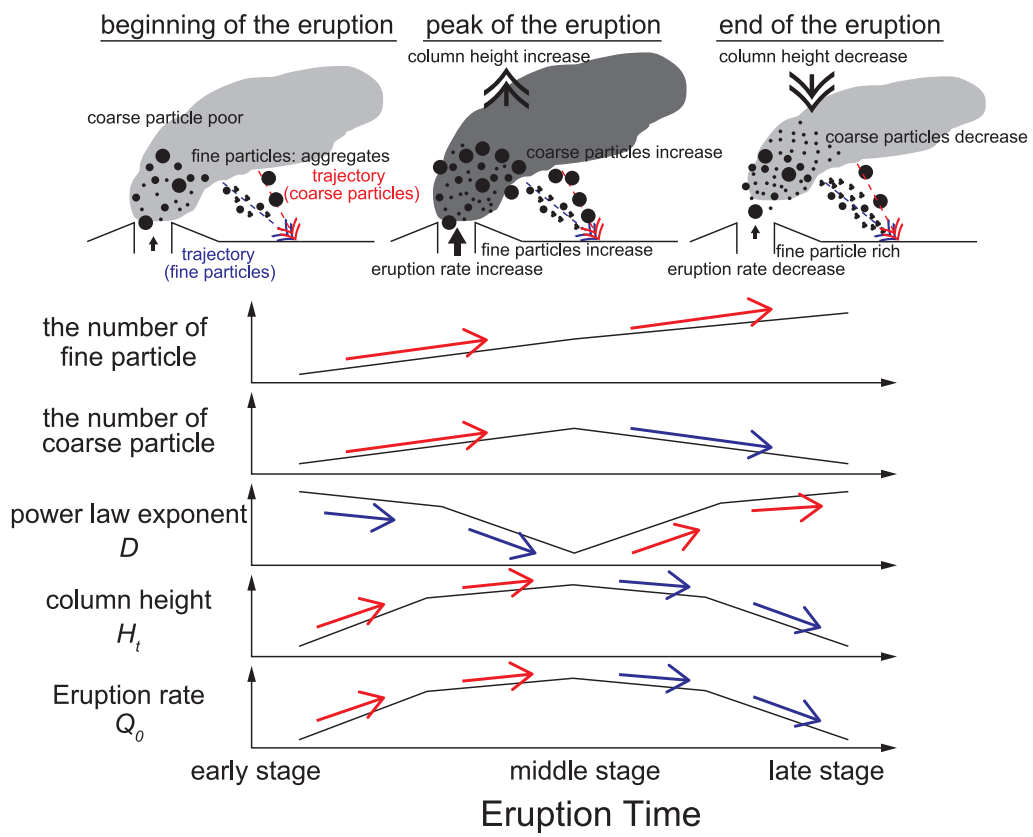 beginning of the eruption
peak of the eruption
end of the eruption
column height increase
column height decrease
coarse particle poor
fine particles: aggregates
trajectory
(coarse particles)
coarse particles increase
coarse particles decrease
trajectory
(fine particles)
fine particles increase
eruption rate increase
fine particle rich
eruption rate decrease
the number of
fine particle
the number of
coarse particle
power law exponent
D
column height
Ht
Eruption rate
Q0
early stage
middle stage
late stage
Eruption Time